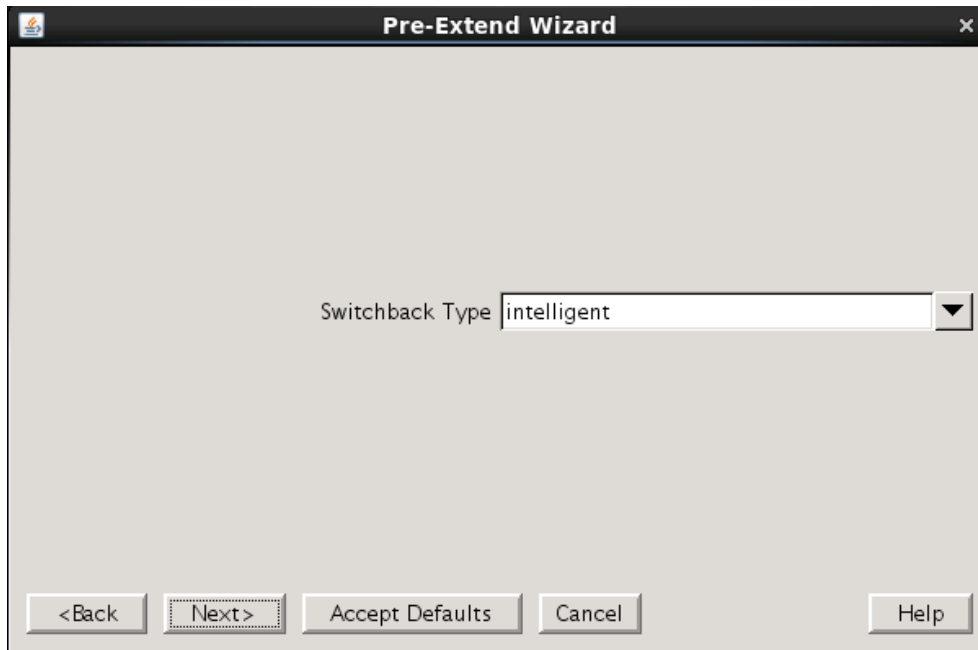 Pre-Extend Wizard
Switchback Type intelligent
<Back Next> Accept Defaults Cancel Help